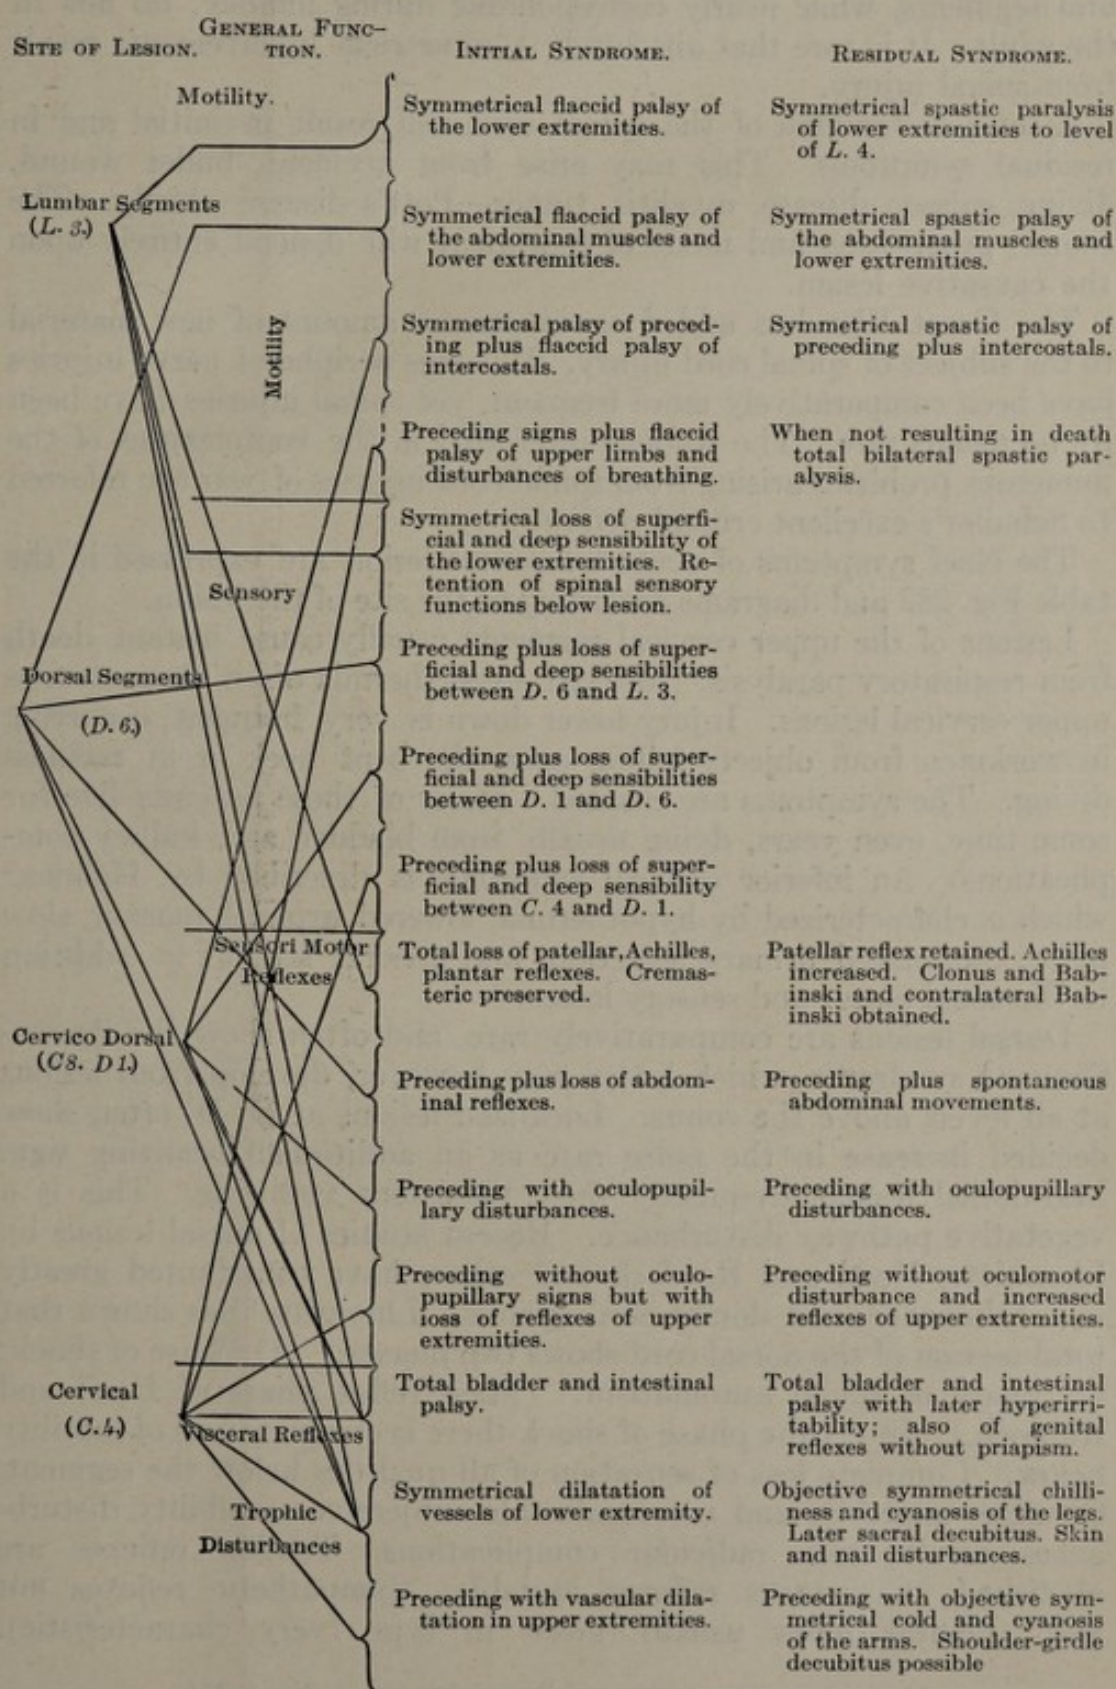 SITE OF LESION.
GENERAL FUNC-
TION.
INITIAL SYNDROME.
RESIDUAL SYNDROME.
Motility.
Lumbar Segments
(L. 3.)
Motility
Sensory
Dorsal Segments
(D. 6.)
Sensori Motor
Reflexes
Cervico Dorsal
(C8. D1.)
Cervical
(C.4.)
Visceral Reflexes
Trophic
Disturbances
Symmetrical flaccid palsy of
the lower extremities.
Symmetrical spastic paralysis
of lower extremities to level
of L. 4.
Symmetrical flaccid palsy of
the abdominal muscles and
lower extremities.
Symmetrical spastic palsy of
the abdominal muscles and
lower extremities.
Symmetrical palsy of preced-
ing plus flaccid palsy of
intercostals.
Symmetrical spastic palsy of
preceding plus intercostals.
Preceding signs plus flaccid
palsy of upper limbs and
disturbances of breathing.
When not resulting in death
total bilateral spastic par-
alysis.
Symmetrical loss of superfi-
cial and deep sensibility of
the lower extremities. Re-
tention of spinal sensory
functions below lesion.
Preceding plus loss of super-
ficial and deep sensibilities
between D. 6 and L. 3.
Preceding plus loss of super-
ficial and deep sensibilities
between D. 1 and D. 6.
Preceding plus loss of super-
ficial and deep sensibility
between C. 4 and D. 1.
Total loss of patellar, Achilles,
plantar reflexes. Cremas-
teric preserved.
Patellar reflex retained. Achilles
increased. Clonus and Bab-
inski and contralateral Bab-
inski obtained.
Preceding plus loss of abdom-
inal reflexes.
Preceding plus spontaneous
abdominal movements.
Preceding with oculopupil-
lary disturbances.
Preceding with oculopupillary
disturbances.
Preceding without oculo-
pupillary signs but with
loss of reflexes of upper
extremities.
Preceding without oculomotor
disturbance and increased
reflexes of upper extremities.
Total bladder and intestinal
palsy.
Total bladder and intestinal
palsy with later hyperirri-
tability; also of genital
reflexes without priapism.
Symmetrical dilatation of
vessels of lower extremity.
Objective symmetrical chilli-
ness and cyanosis of the legs.
Later sacral decubitus. Skin
and nail disturbances.
Preceding with vascular dila-
tation in upper extremities.
Preceding with objective sym-
metrical cold and cyanosis
of the arms. Shoulder-girdle
decubitus possible